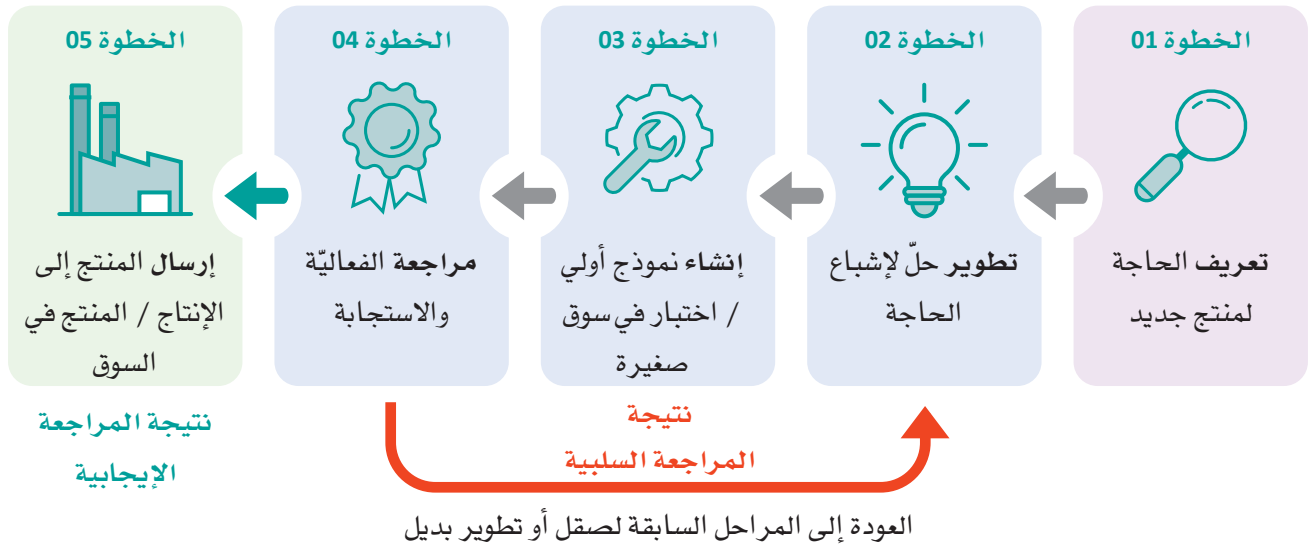 الخطوة 01
تعريف الحاجة
لمنتج جديد
الخطوة 02
تطوير حلّ لإشباع
الحاجة
الخطوة 03
إنشاء نموذج أولي
/ اختبار في سوق
صغيرة
الخطوة 04
مراجعة الفعاليّة
والاستجابة
الخطوة 05
إرسال المنتج إلى
الإنتاج / المنتج في
السوق
نتيجة
المراجعة السلبية
نتيجة المراجعة
الإيجابية
العودة إلى المراحل السابقة لصقل أو تطوير بديل